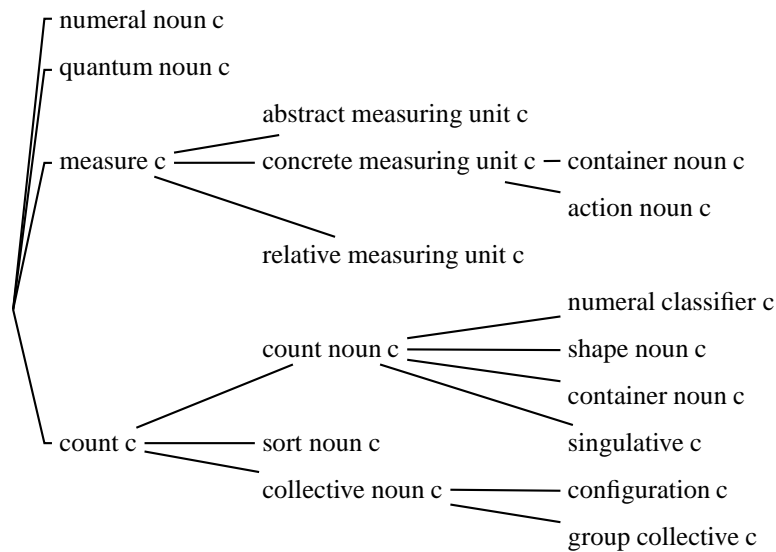 numeral noun c
quantum noun c
abstract measuring unit c
measure c
concrete measuring unit c
container noun c
action noun c
relative measuring unit c
numeral classifier c
count noun c
shape noun c
container noun c
count c
sort noun c
singulative c
collective noun c
configuration c
group collective c